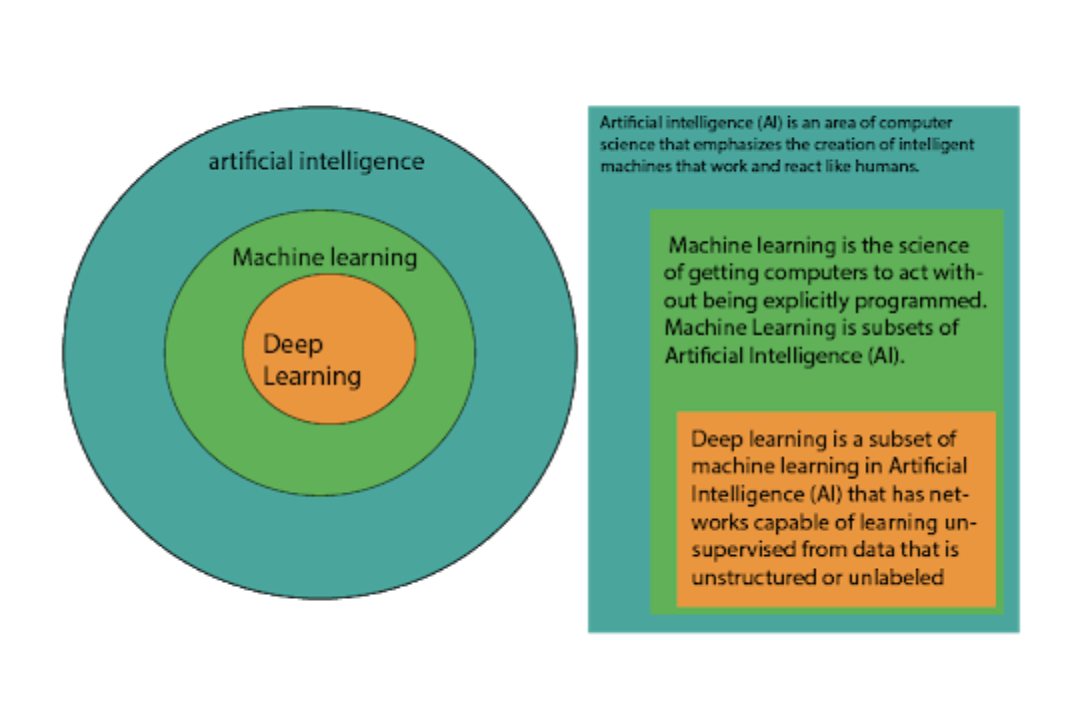 artificial intelligence
Machine learning
Deep
Learning
Artificial intelligence (AI) is an area of computer
science that emphasizes the creation of intelligent
machines that work and react like humans.
Machine learning is the science
of getting computers to act with-
out being explicitly programmed.
Machine Learning is subsets of
Artificial Intelligence (AI).
Deep learning is a subset of
machine learning in Artificial
Intelligence (AI) that has net-
works capable of learning un-
supervised from data that is
unstructured or unlabeled